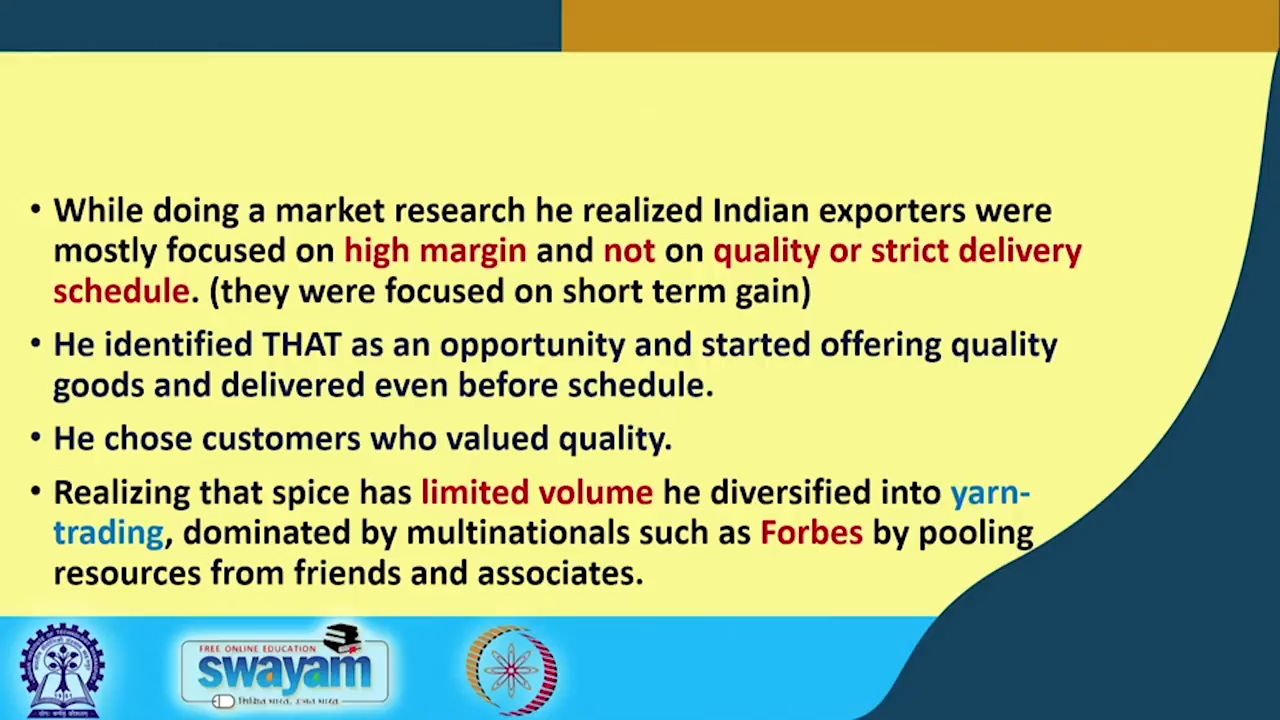 • While doing a market research he realized Indian exporters were
mostly focused on high margin and not on quality or strict delivery
schedule. (they were focused on short term gain)
• He identified THAT as an opportunity and started offering quality
goods and delivered even before schedule.
• He chose customers who valued quality.
• Realizing that spice has limited volume he diversified into yarn-
trading, dominated by multinationals such as Forbes by pooling
resources from friends and associates.
FREE ONLINE EDUCATION
swayam
शिक्षित भारत, उन्नत भारत